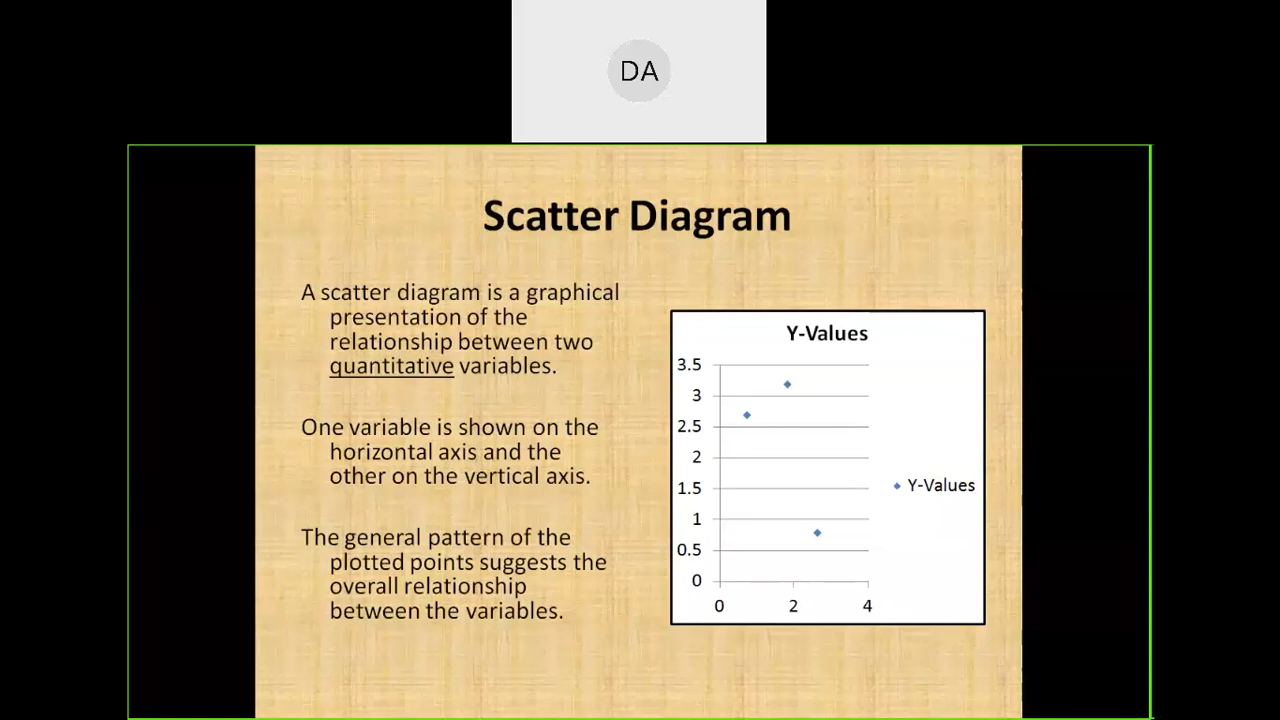 DA
Scatter Diagram
A scatter diagram is a graphical
presentation of the
relationship between two
quantitative variables.
One variable is shown on the
horizontal axis and the
other on the vertical axis.
The general pattern of the
plotted points suggests the
overall relationship
between the variables.
Y-Values
3.5
3
2.5
2
1.5
1
0.5
0
0 2 4
Y-Values